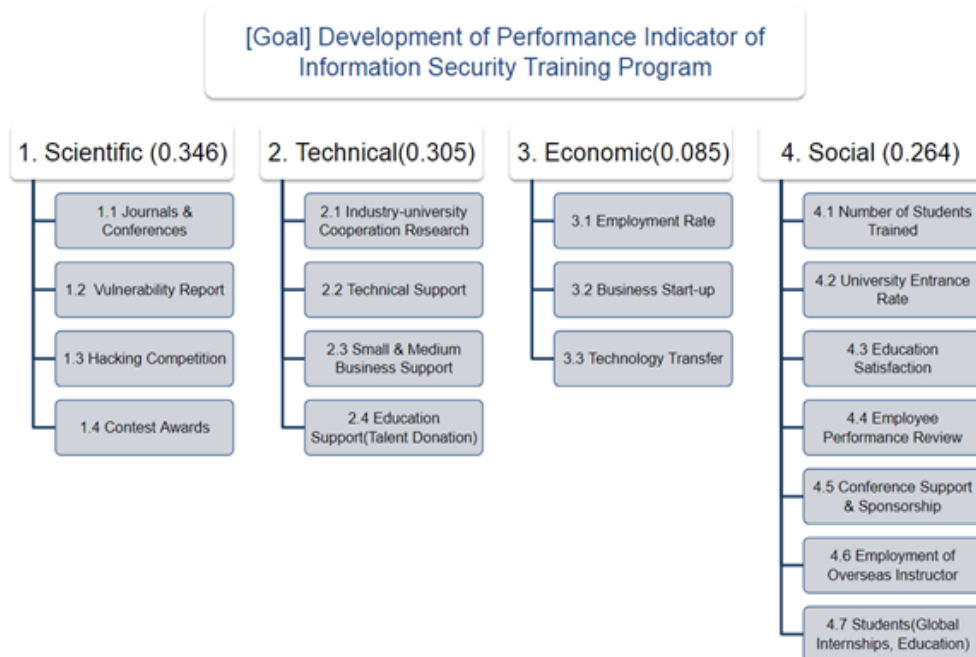 [Goal] Development of Performance Indicator of
Information Security Training Program
1. Scientific (0.346)
1.1 Journals &
Conferences
1.2 Vulnerability Report
1.3 Hacking Competition
1.4 Contest Awards
2. Technical(0.305)
2.1 Industry-university
Cooperation Research
2.2 Technical Support
2.3 Small & Medium
Business Support
2.4 Education
Support(Talent Donation)
3. Economic(0.085)
3.1 Employment Rate
3.2 Business Start-up
3.3 Technology Transfer
4. Social (0.264)
4.1 Number of Students
Trained
4.2 University Entrance
Rate
4.3 Education
Satisfaction
4.4 Employee
Performance Review
4.5 Conference Support
& Sponsorship
4.6 Employment of
Overseas Instructor
4.7 Students(Global
Internships, Education)